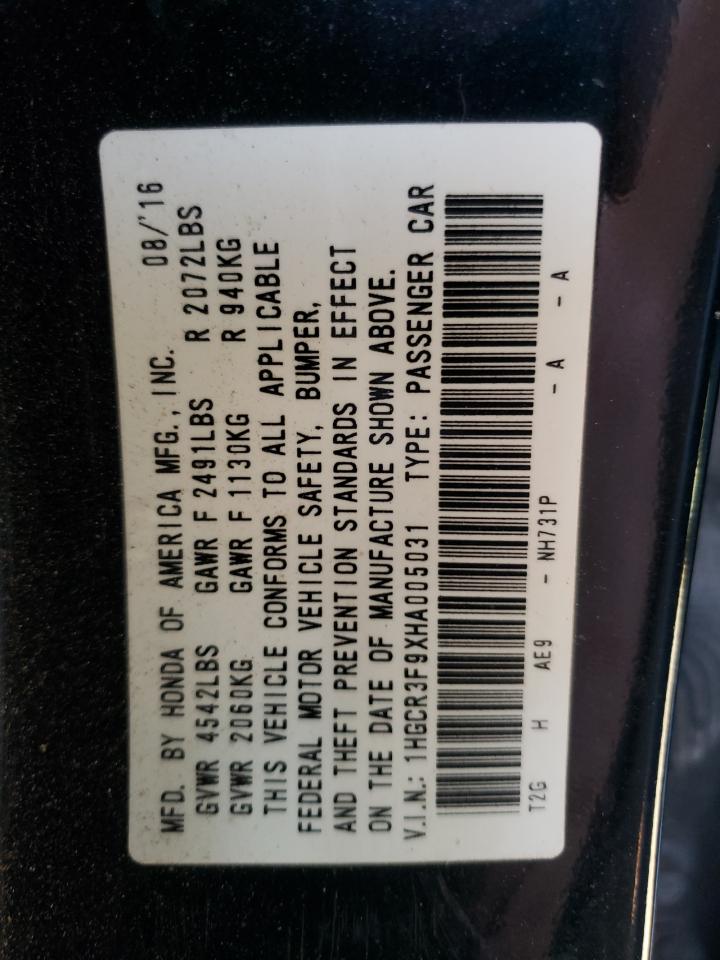 MFD. BY HONDA OF AMERICA MFG., INC. 08/'16
GVWR 4542LBS GAWR F 2491LBS R 2072LBS
GVWR 2060KG GAWR F 1130KG R 940KG
THIS VEHICLE CONFORMS TO ALL APPLICABLE
FEDERAL MOTOR VEHICLE SAFETY, BUMPER,
AND THEFT PREVENTION STANDARDS IN EFFECT
ON THE DATE OF MANUFACTURE SHOWN ABOVE.
V.I.N.: 1HGCR3F9XHA005031 TYPE: PASSENGER CAR
T2G H AE9 - NH731P - A - A